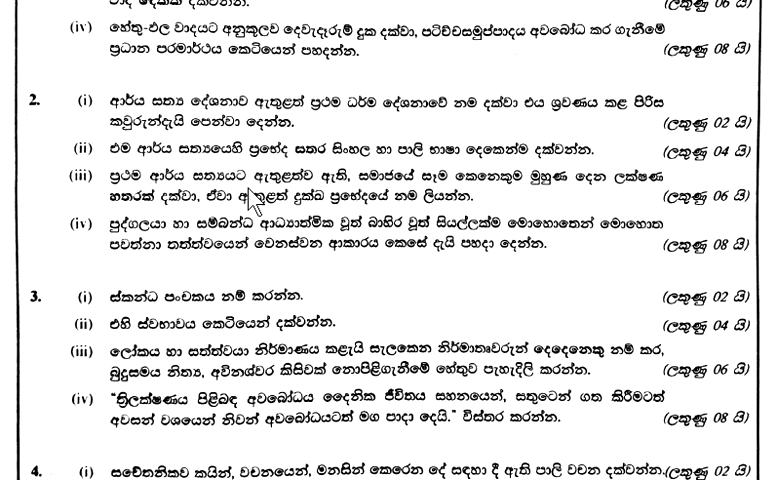 වාද දෙකක් දක්වන්න. (ලකුණු 06 යි)
(iv) හේතු-ඵල වාදයට අනුකූලව දෙවැදෑරුම් දුක දක්වා, පටිච්චසමුප්පාදය අවබෝධ කර ගැනීමේ
ප්‍රධාන පරමාර්ථය කෙටියෙන් පහදන්න. (ලකුණු 08 යි)
2. (i) ආර්ය සත්‍ය දේශනාව ඇතුළත් ප්‍රථම ධර්ම දේශනාවේ නම දක්වා එය ශ්‍රවණය කළ පිරිස
කවුරුන්දැයි පෙන්වා දෙන්න. (ලකුණු 02 යි)
(ii) එම ආර්ය සත්‍යයෙහි ප්‍රභේද සතර සිංහල හා පාලි භාෂා දෙකෙන්ම දක්වන්න. (ලකුණු 04 යි)
(iii) ප්‍රථම ආර්ය සත්‍යයට ඇතුළත්ව ඇති, සමාජයේ සෑම කෙනෙකුම මුහුණ දෙන ලක්ෂණ
හතරක් දක්වා, ඒවා ඇතුළත් දුක්ඛ ප්‍රභේදයේ නම ලියන්න. (ලකුණු 06 යි)
(iv) පුද්ගලයා හා සම්බන්ධ ආධ්‍යාත්මික වූත් බාහිර වූත් සියල්ලක්ම මොහොතෙන් මොහොත
පවත්නා තත්ත්වයෙන් වෙනස්වන ආකාරය කෙසේ දැයි පහදා දෙන්න. (ලකුණු 08 යි)
3. (i) ස්කන්ධ පංචකය නම් කරන්න. (ලකුණු 02 යි)
(ii) එහි ස්වභාවය කෙටියෙන් දක්වන්න. (ලකුණු 04 යි)
(iii) ලෝකය හා සත්ත්වයා නිර්මාණය කළැයි සැලකෙන නිර්මාතෘවරුන් දෙදෙනෙකු නම් කර,
බුදුසමය නිත්‍ය, අවිනශ්වර කිසිවක් නොපිළිගැනීමේ හේතුව පැහැදිලි කරන්න. (ලකුණු 06 යි)
(iv) "ත්‍රිලක්ෂණය පිළිබඳ අවබෝධය දෛනික ජීවිතය සහනයෙන්, සතුටෙන් ගත කිරීමටත්
අවසන් වශයෙන් නිවන් අවබෝධයටත් මග පාදා දෙයි." විස්තර කරන්න. (ලකුණු 08 යි)
4. (i) සචේතනිකව කයින්, වචනයෙන්, මනසින් කෙරෙන දේ සඳහා දී ඇති පාලි වචන දක්වන්න.(ලකුණු 02 යි)